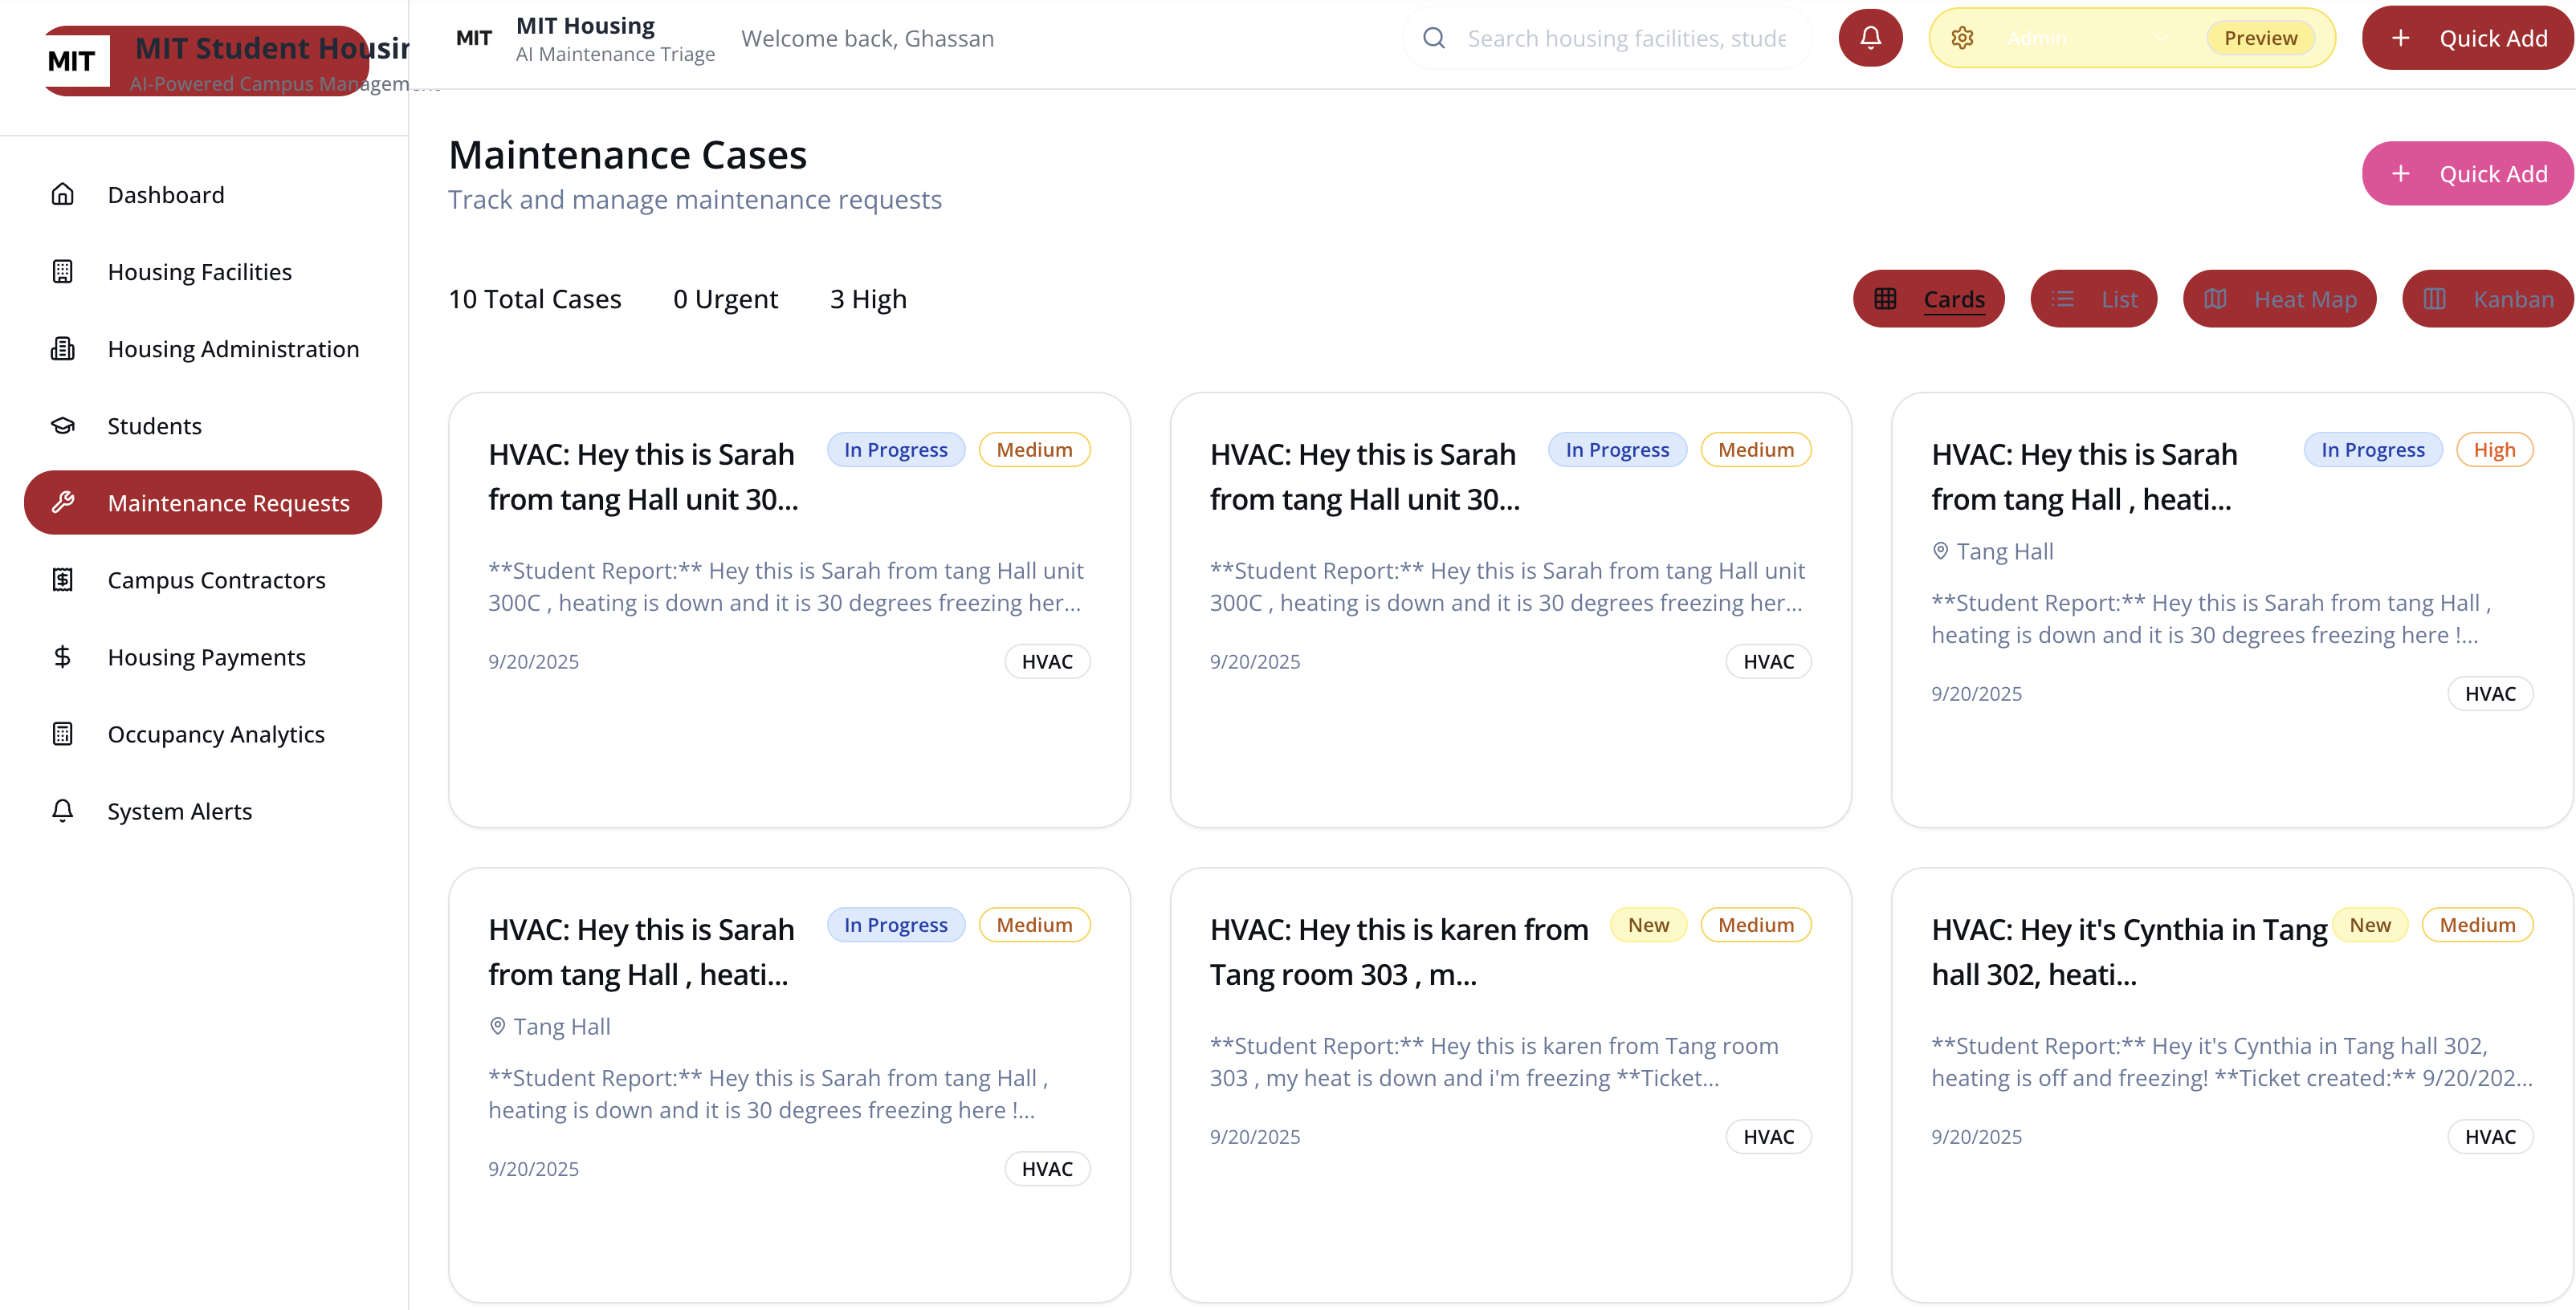 MIT
MIT Student Housin
AI-Powered Campus Managem
Dashboard
Housing Facilities
Housing Administration
Students
Maintenance Requests
Campus Contractors
Housing Payments
Occupancy Analytics
System Alerts
MIT
MIT Housing
AI Maintenance Triage
Welcome back, Ghassan
Search housing facilities, stude
Admin
Preview
+ Quick Add
Maintenance Cases
Track and manage maintenance requests
+ Quick Add
10 Total Cases
0 Urgent
3 High
Cards
List
Heat Map
Kanban
HVAC: Hey this is Sarah
from tang Hall unit 30...
In Progress
Medium
**Student Report:** Hey this is Sarah from tang Hall unit
300C , heating is down and it is 30 degrees freezing her...
9/20/2025
HVAC
HVAC: Hey this is Sarah
from tang Hall unit 30...
In Progress
Medium
**Student Report:** Hey this is Sarah from tang Hall unit
300C , heating is down and it is 30 degrees freezing her...
9/20/2025
HVAC
HVAC: Hey this is Sarah
from tang Hall , heati...
In Progress
High
Tang Hall
**Student Report:** Hey this is Sarah from tang Hall ,
heating is down and it is 30 degrees freezing here !...
9/20/2025
HVAC
HVAC: Hey this is Sarah
from tang Hall , heati...
In Progress
Medium
Tang Hall
**Student Report:** Hey this is Sarah from tang Hall ,
heating is down and it is 30 degrees freezing here !...
9/20/2025
HVAC
HVAC: Hey this is karen from
Tang room 303 , m...
New
Medium
**Student Report:** Hey this is karen from Tang room
303 , my heat is down and i'm freezing **Ticket...
9/20/2025
HVAC
HVAC: Hey it's Cynthia in Tang
hall 302, heati...
New
Medium
**Student Report:** Hey it's Cynthia in Tang hall 302,
heating is off and freezing! **Ticket created:** 9/20/202...
9/20/2025
HVAC